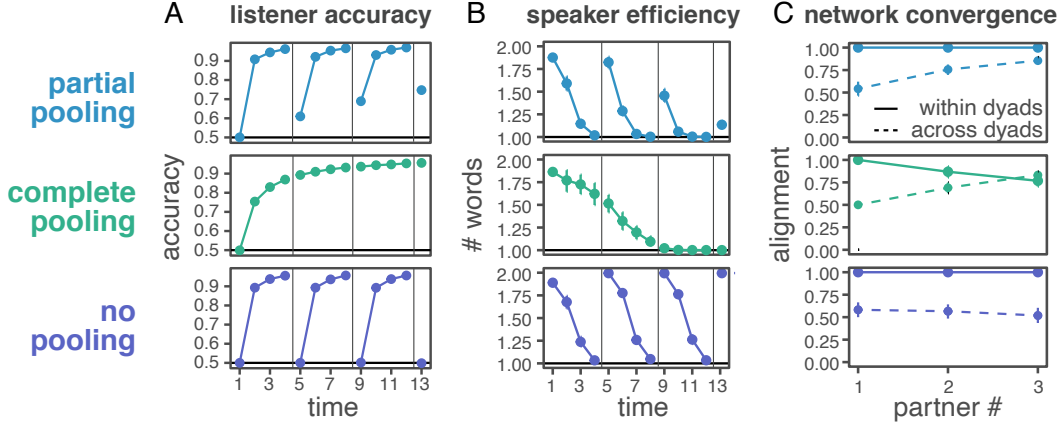 A listener accuracy
B speaker efficiency
C network convergence
partial
pooling
complete
pooling
no
pooling
accuracy
0.9
0.8
0.7
0.6
0.5
0.9
0.8
0.7
0.6
0.5
0.9
0.8
0.7
0.6
0.5
1 3 5 7 9 11 13
time
# words
2.00
1.75
1.50
1.25
1.00
2.00
1.75
1.50
1.25
1.00
2.00
1.75
1.50
1.25
1.00
1 3 5 7 9 11 13
time
alignment
1.00
0.75
0.50
0.25
0.00
within dyads
across dyads
1.00
0.75
0.50
0.25
0.00
1.00
0.75
0.50
0.25
0.00
1 2 3
partner #